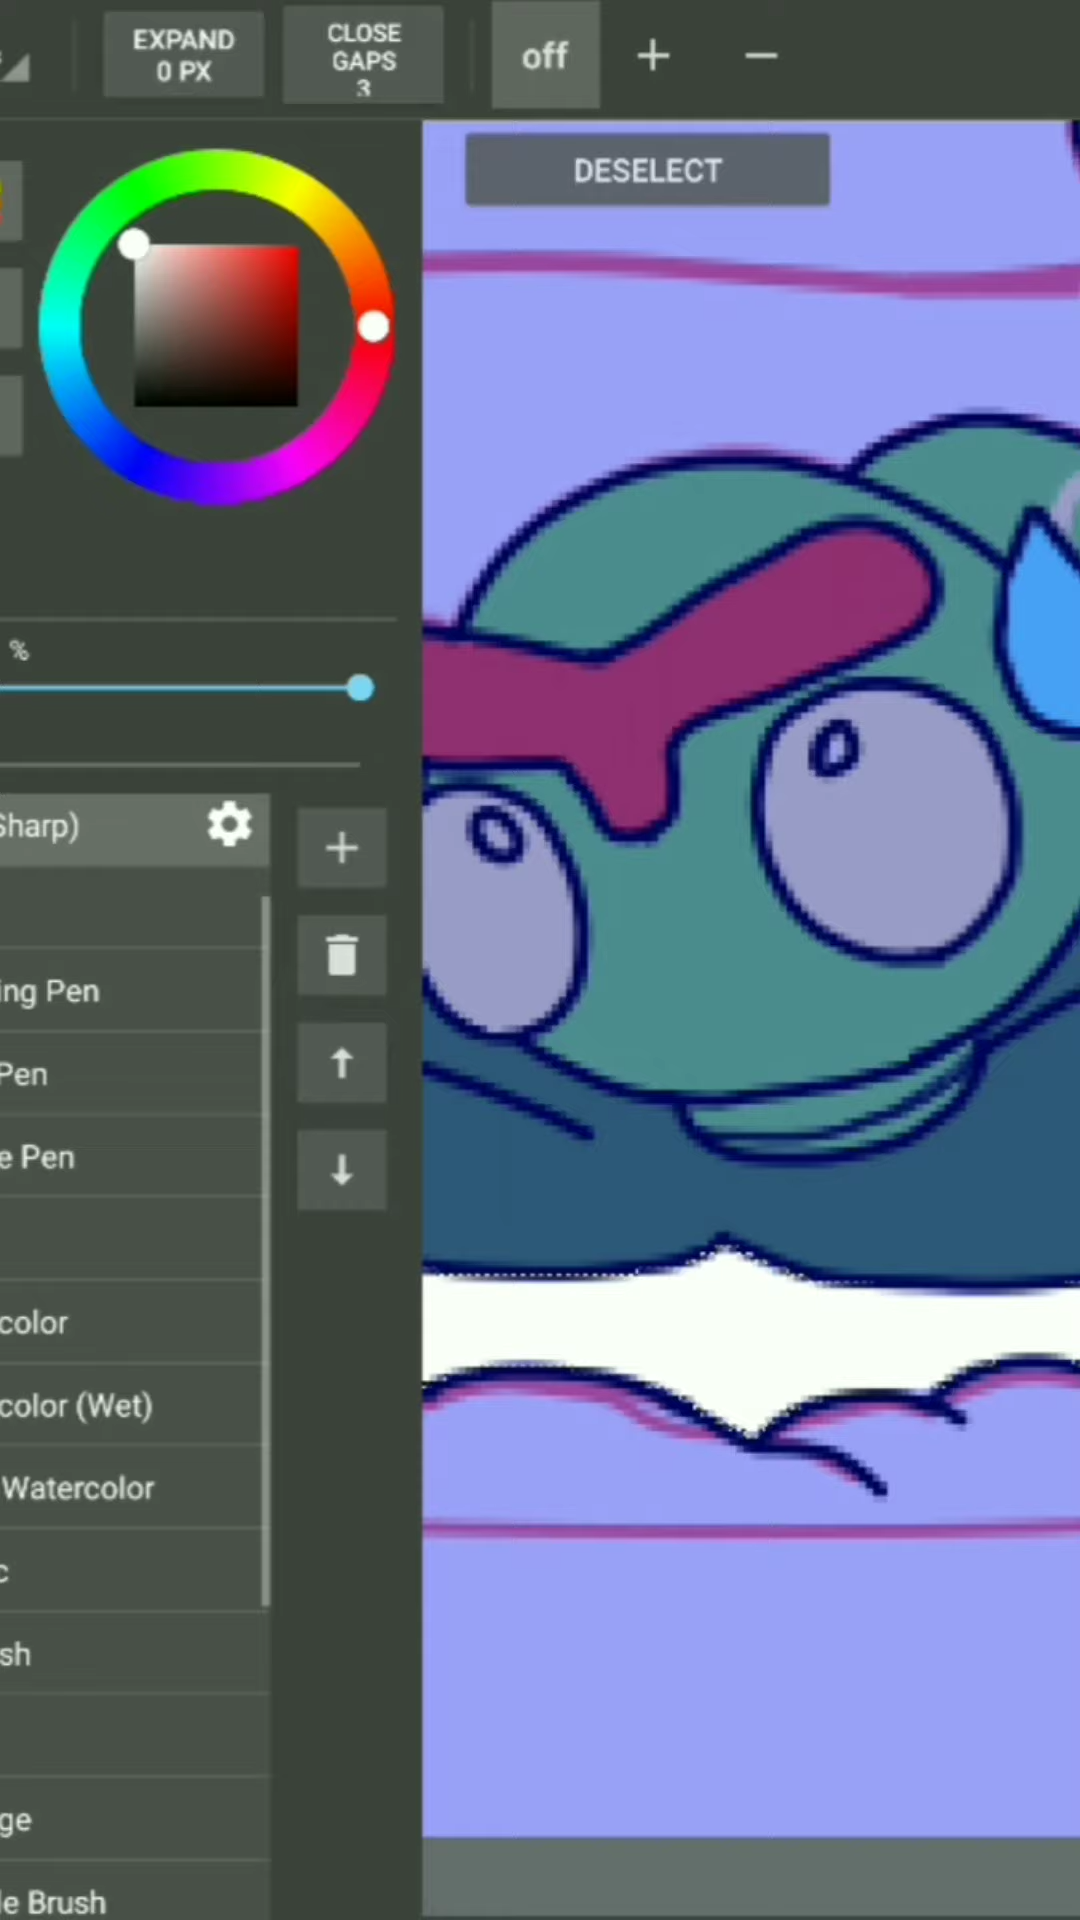 EXPAND
0 PX
CLOSE
GAPS
3
off
DESELECT
%
Sharp)
ing Pen
Pen
e Pen
color
color (Wet)
Watercolor
c
sh
ge
le Brush